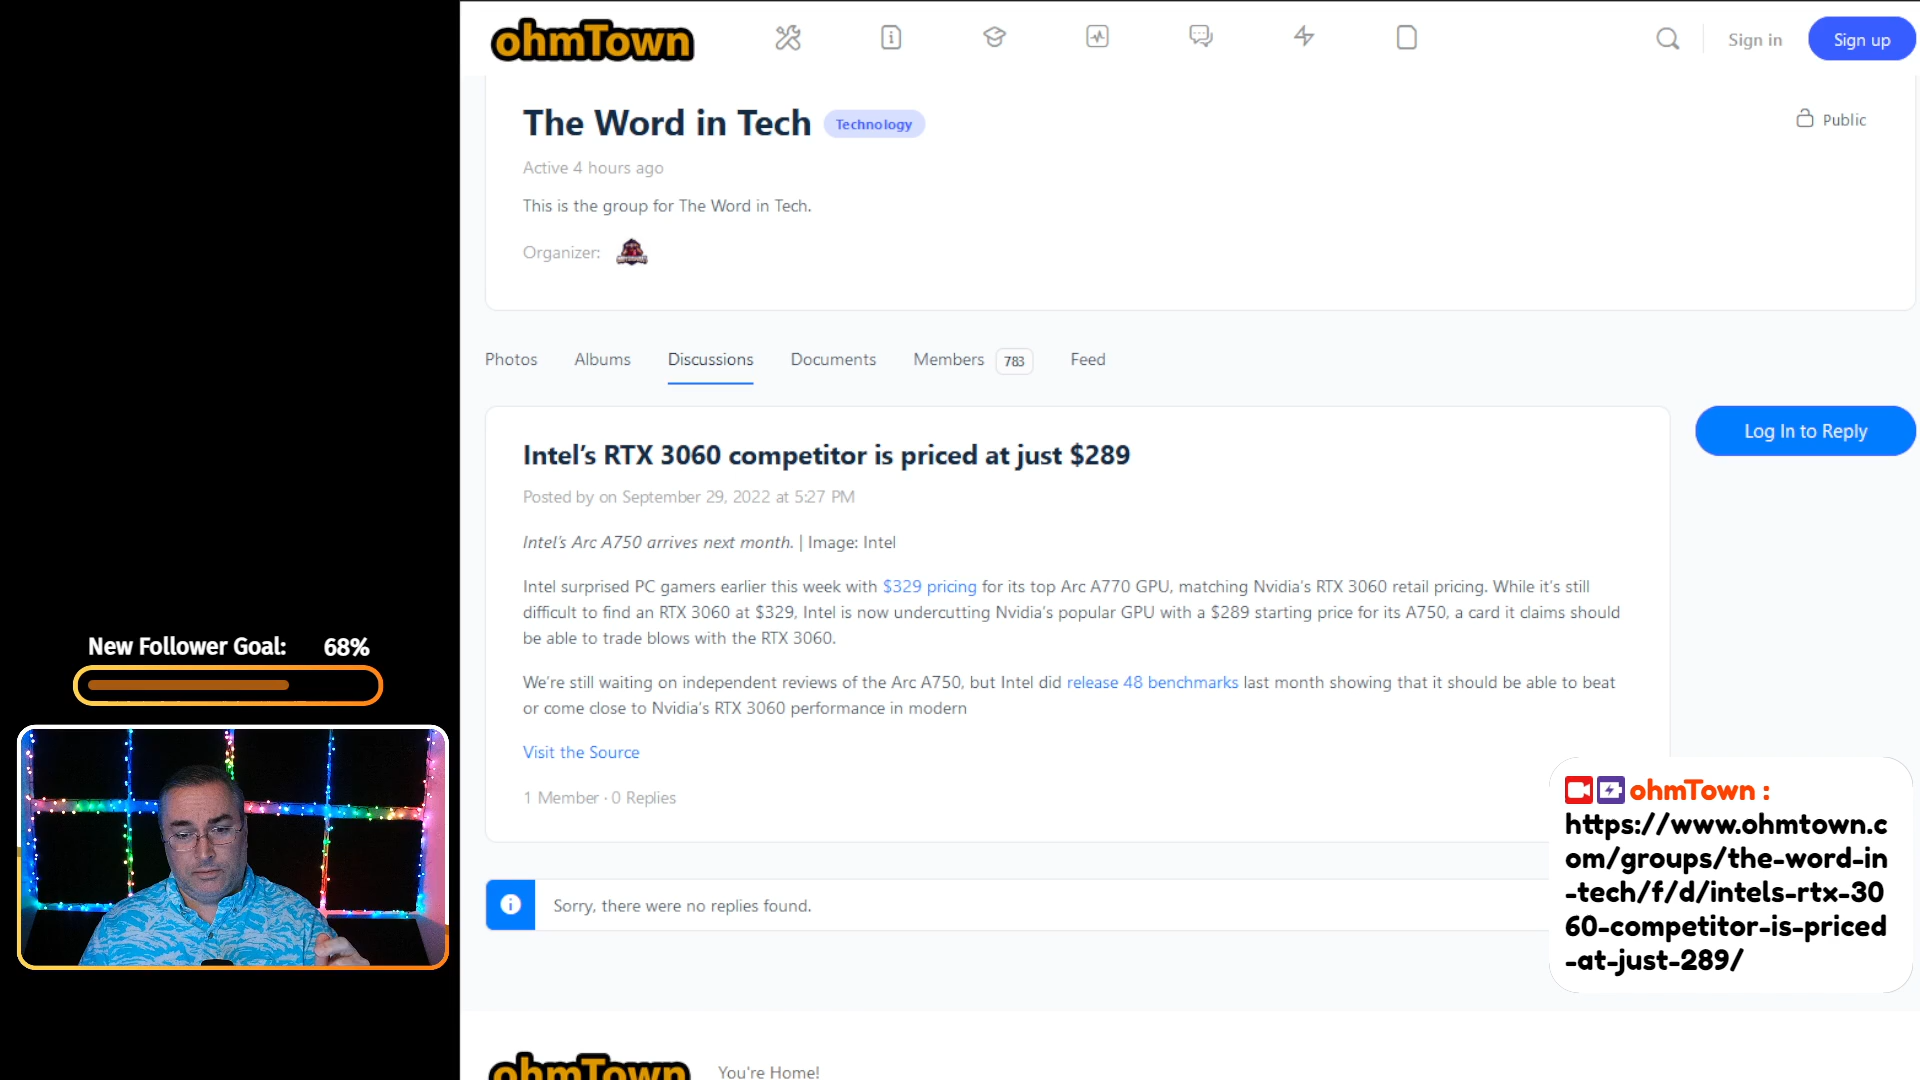 ohmTown
Sign in
Sign up
The Word in Tech
Technology
Public
Active 4 hours ago
This is the group for The Word in Tech.
Organizer:
Photos
Albums
Discussions
Documents
Members
783
Feed
Intel's RTX 3060 competitor is priced at just $289
Log In to Reply
Posted by on September 29, 2022 at 5:27 PM
Intel's Arc A750 arrives next month. | Image: Intel
Intel surprised PC gamers earlier this week with $329 pricing for its top Arc A770 GPU, matching Nvidia's RTX 3060 retail pricing. While it's still
difficult to find an RTX 3060 at $329, Intel is now undercutting Nvidia's popular GPU with a $289 starting price for its A750, a card it claims should
be able to trade blows with the RTX 3060.
We're still waiting on independent reviews of the Arc A750, but Intel did release 48 benchmarks last month showing that it should be able to beat
or come close to Nvidia's RTX 3060 performance in modern
Visit the Source
1 Member · 0 Replies
Sorry, there were no replies found.
New Follower Goal: 68%
ohmTown :
https://www.ohmtown.c
om/groups/the-word-in
-tech/f/d/intels-rtx-30
60-competitor-is-priced
-at-just-289/
ohmTown
You're Home!